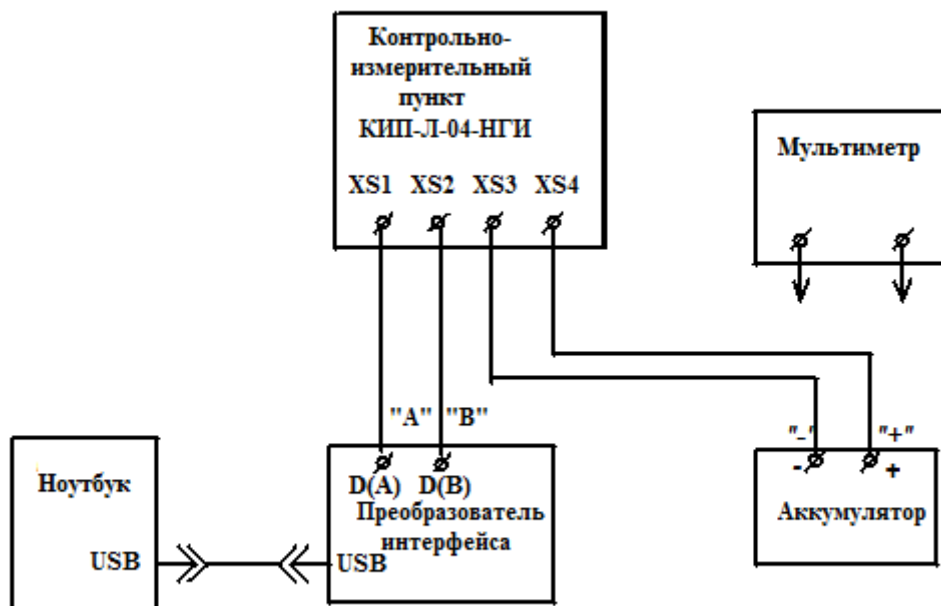 Контрольно-
измерительный
пункт
КИП-Л-04-НГИ
XS1 XS2 XS3 XS4
Мультиметр
"А" "В"
"-" "+"
- +
D(A) D(B)
Преобразователь
интерфейса
USB
Ноутбук
USB
Аккумулятор